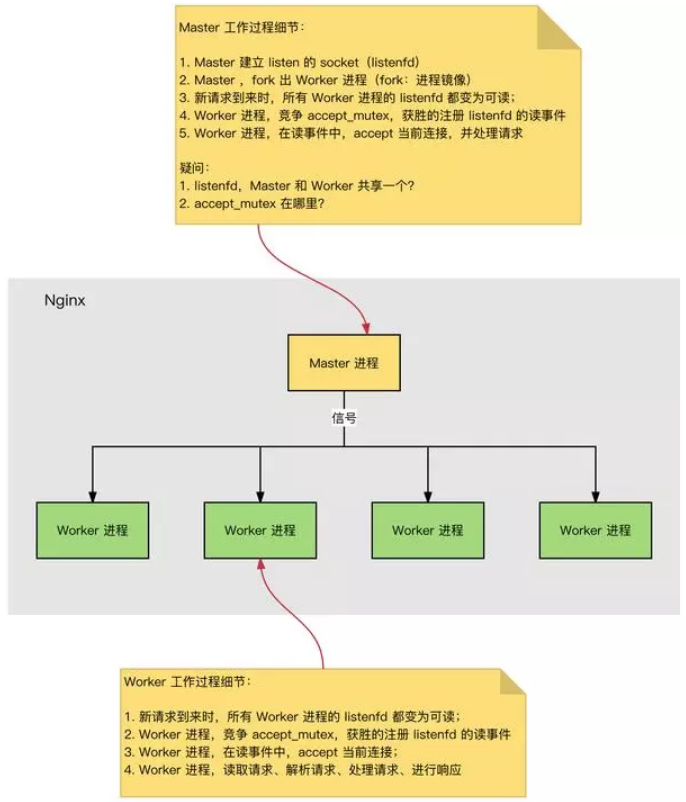 Master 工作过程细节：
1. Master 建立 listen 的 socket（listenfd）
2. Master ，fork 出 Worker 进程（fork：进程镜像）
3. 新请求到来时，所有 Worker 进程的 listenfd 都变为可读；
4. Worker 进程，竞争 accept_mutex，获胜的注册 listenfd 的读事件
5. Worker 进程，在读事件中，accept 当前连接，并处理请求
疑问：
1. listenfd，Master 和 Worker 共享一个？
2. accept_mutex 在哪里？
Nginx
Master 进程
信号
Worker 进程
Worker 进程
Worker 进程
Worker 进程
Worker 工作过程细节：
1. 新请求到来时，所有 Worker 进程的 listenfd 都变为可读；
2. Worker 进程，竞争 accept_mutex，获胜的注册 listenfd 的读事件
3. Worker 进程，在读事件中，accept 当前连接；
4. Worker 进程，读取请求、解析请求、处理请求、进行响应